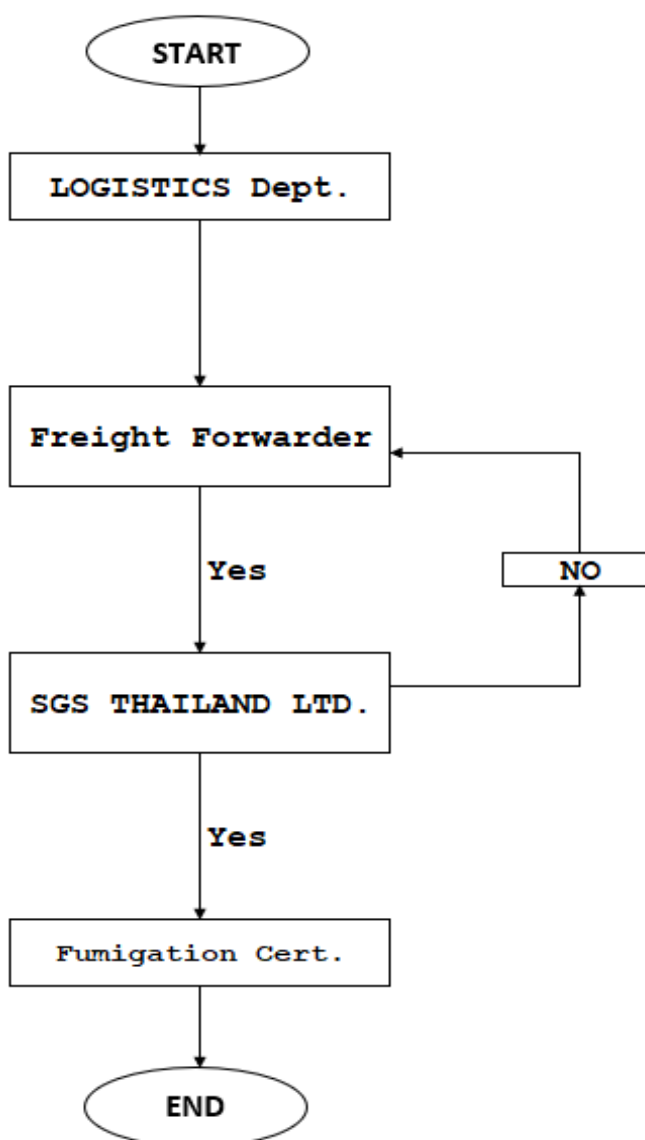 START
LOGISTICS Dept.
Freight Forwarder
Yes
NO
SGS THAILAND LTD.
Yes
Fumigation Cert.
END